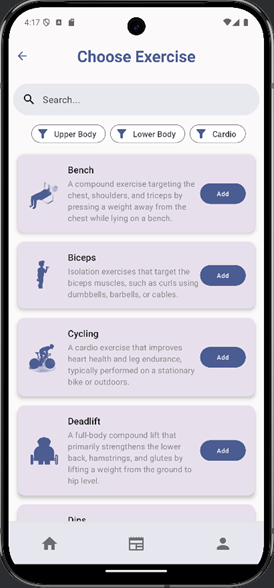 4:17
Choose Exercise
Search...
Upper Body
Lower Body
Cardio
Bench
A compound exercise targeting the
chest, shoulders, and triceps by
pressing a weight away from the
chest while lying on a bench.
Add
Biceps
Isolation exercises that target the
biceps muscles, such as curls using
dumbbells, barbells, or cables.
Add
Cycling
A cardio exercise that improves
heart health and leg endurance,
typically performed on a stationary
bike or outdoors.
Add
Deadlift
A full-body compound lift that
primarily strengthens the lower
back, hamstrings, and glutes by
lifting a weight from the ground to
hip level.
Add
Dips